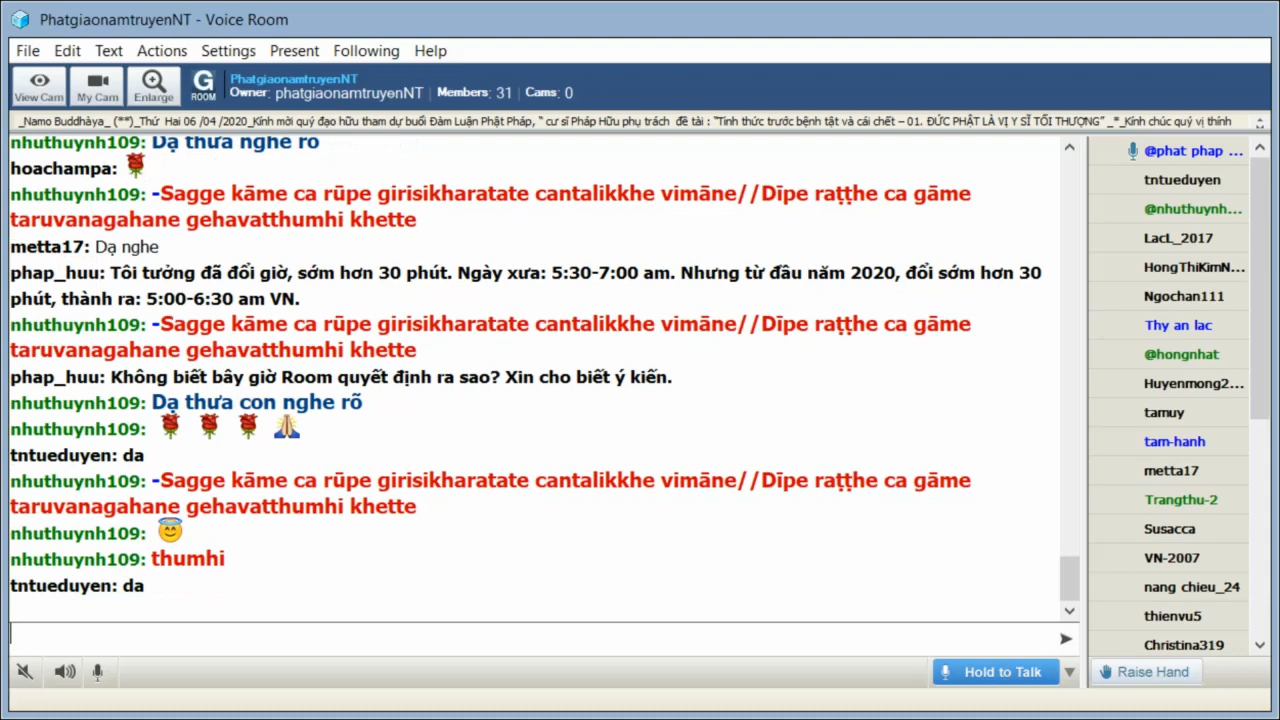 PhatgiaonamtruyenNT - Voice Room
File Edit Text Actions Settings Present Following Help
View Cam My Cam Enlarge G ROOM
PhatgiaonamtruyenNT
Owner: phatgiaonamtruyenNT | Members: 31 | Cams: 0
_Namo Buddhàya_ (**)_Thứ Hai 06 /04 /2020_Kính mời quý đạo hữu tham dự buổi Đàm Luận Phật Pháp, " cư sĩ Pháp Hữu phụ trách đề tài : "Tỉnh thức trước bệnh tật và cái chết – 01. ĐỨC PHẬT LÀ VỊ Y SĨ TỐI THƯỢNG" _*_Kính chúc quý vị thính
nhuthuynh109: Dạ thưa nghe rõ
hoachampa:
nhuthuynh109: -Sagge kāme ca rūpe girisikharatate cantalikkhe vimāne//Dīpe raṭṭhe ca gāme
taruvanagahane gehavatthumhi khette
metta17: Dạ nghe
phap_huu: Tôi tưởng đã đổi giờ, sớm hơn 30 phút. Ngày xưa: 5:30-7:00 am. Nhưng từ đầu năm 2020, đổi sớm hơn 30
phút, thành ra: 5:00-6:30 am VN.
nhuthuynh109: -Sagge kāme ca rūpe girisikharatate cantalikkhe vimāne//Dīpe raṭṭhe ca gāme
taruvanagahane gehavatthumhi khette
phap_huu: Không biết bây giờ Room quyết định ra sao? Xin cho biết ý kiến.
nhuthuynh109: Dạ thưa con nghe rõ
nhuthuynh109:
tntueduyen: da
nhuthuynh109: -Sagge kāme ca rūpe girisikharatate cantalikkhe vimāne//Dīpe raṭṭhe ca gāme
taruvanagahane gehavatthumhi khette
nhuthuynh109:
nhuthuynh109: thumhi
tntueduyen: da
@phat phap ...
tntueduyen
@nhuthuynh...
LacL_2017
HongThiKimN...
Ngochan111
Thy an lac
@hongnhat
Huyenmong2...
tamuy
tam-hanh
metta17
Trangthu-2
Susacca
VN-2007
nang chieu_24
thienvu5
Christina319
Hold to Talk
Raise Hand